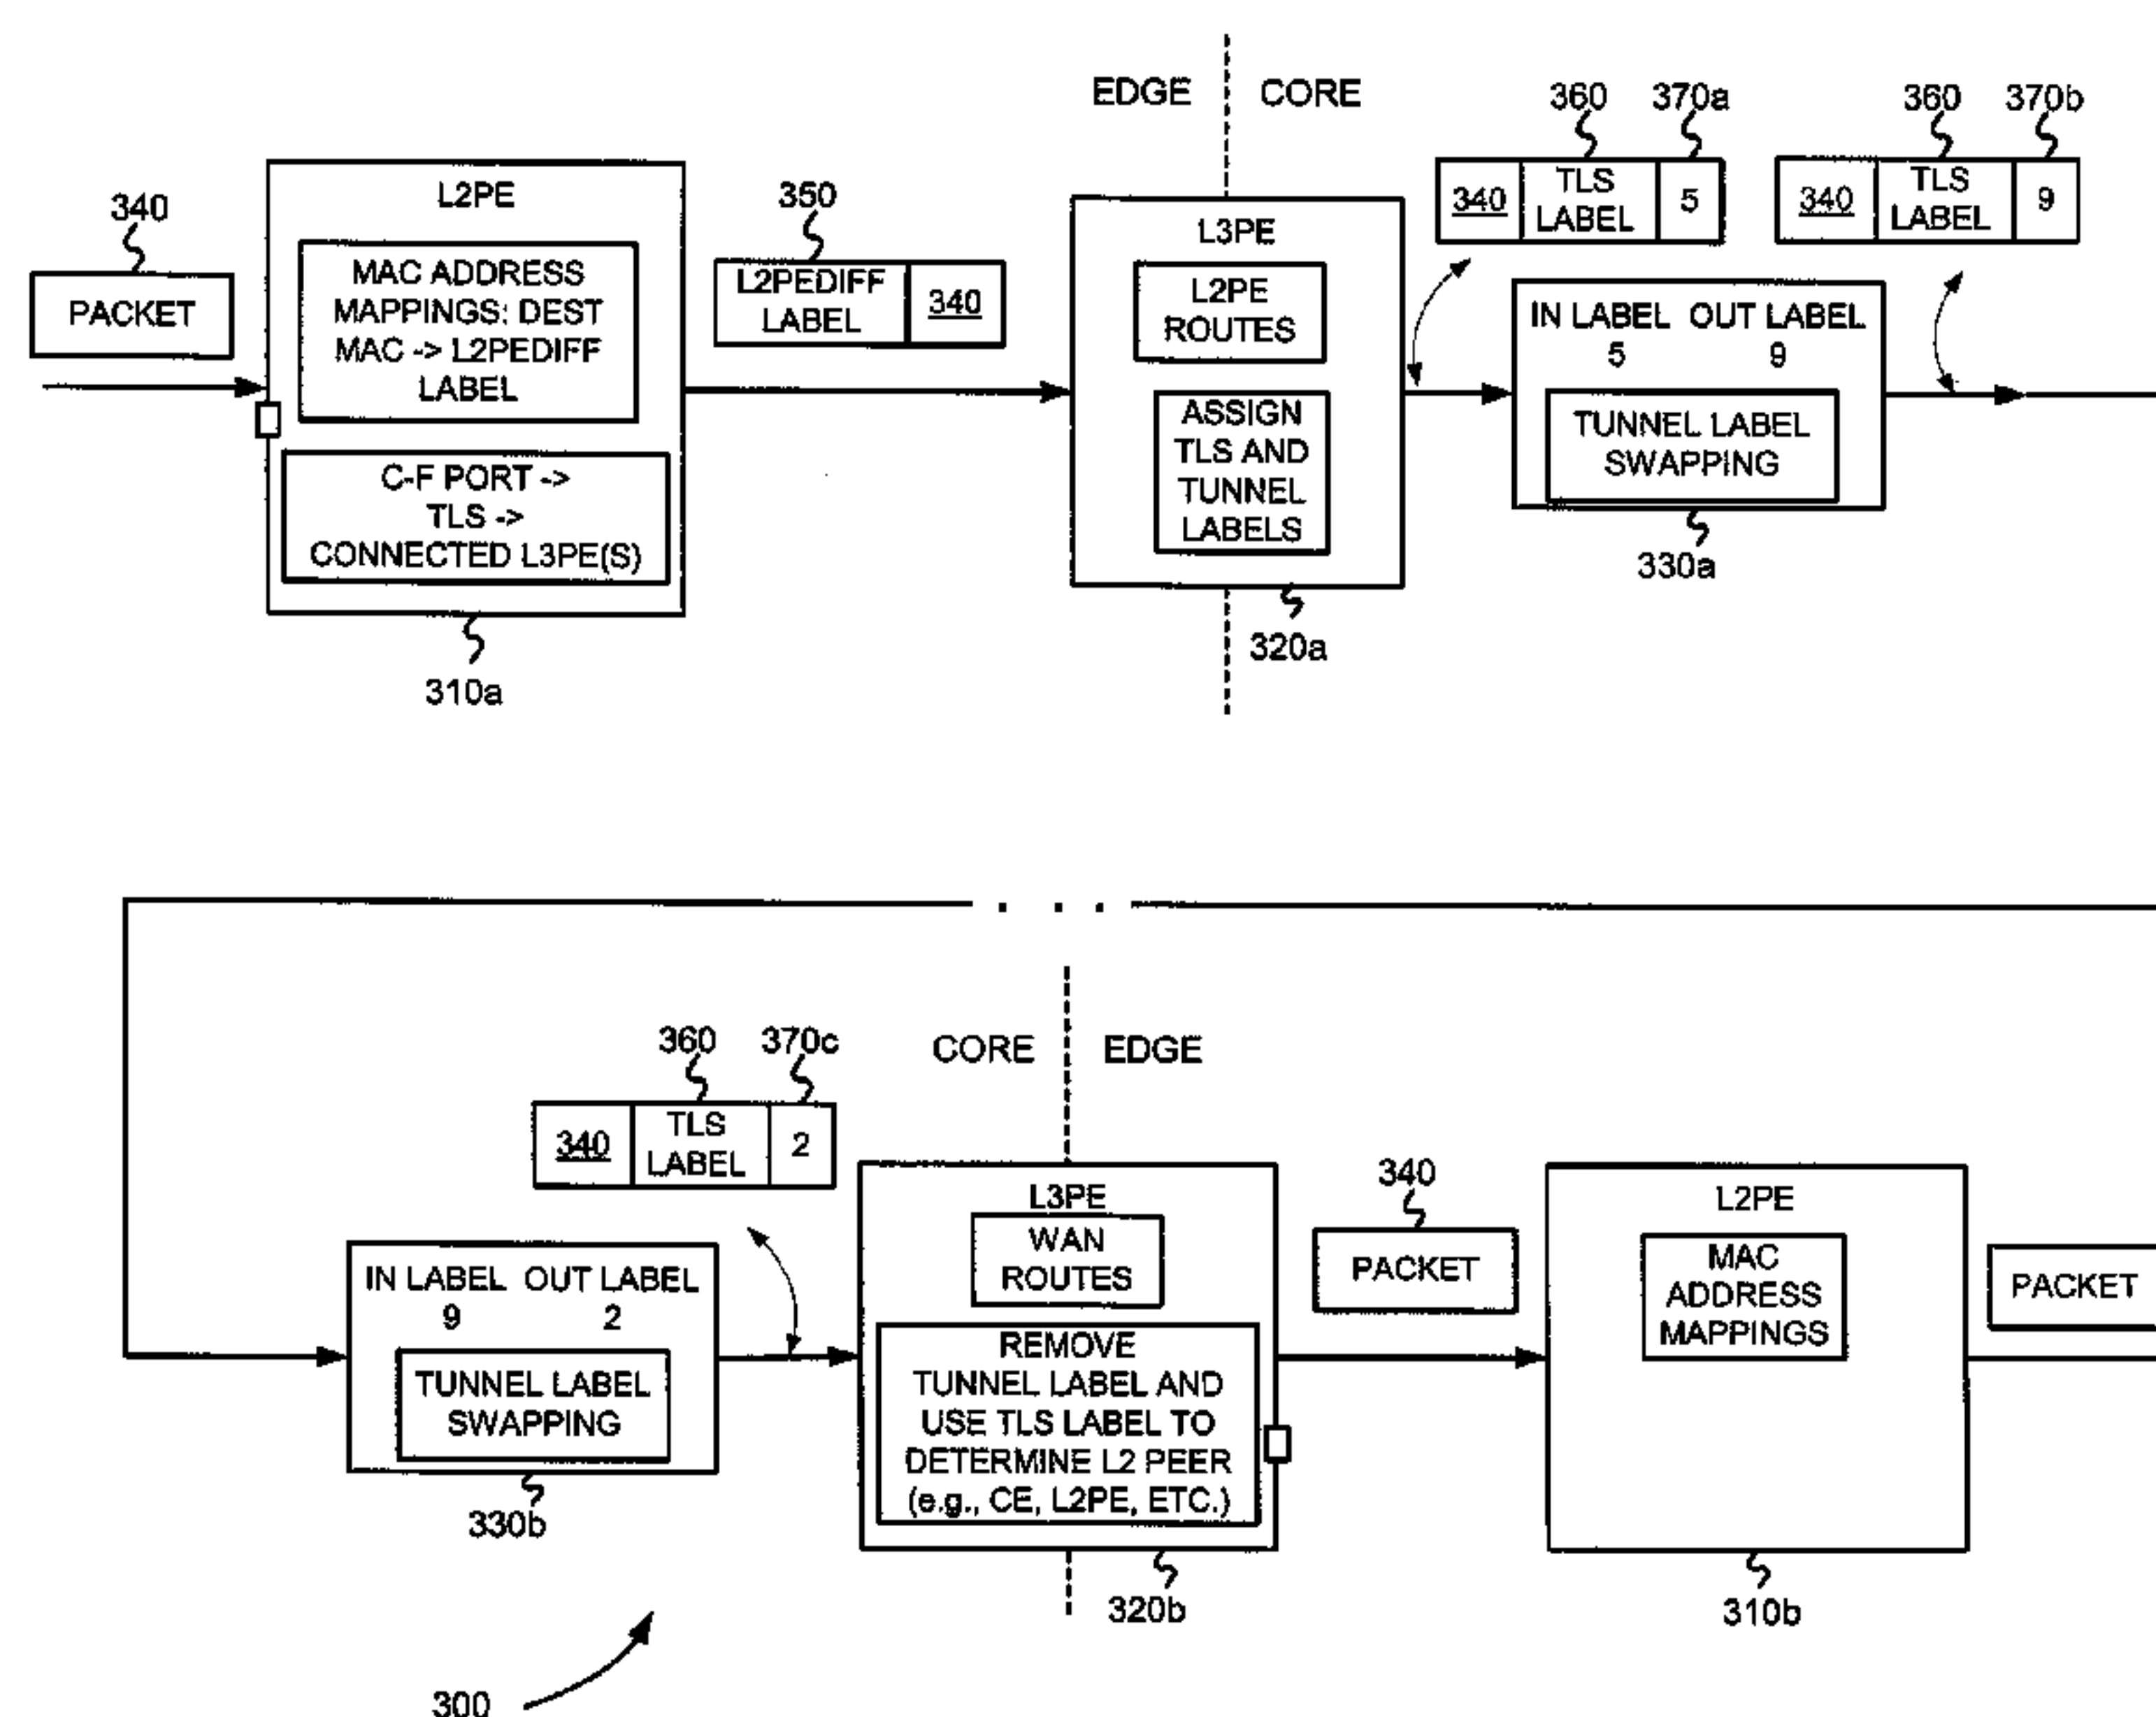 EDGE
CORE
360
370a
360
370b
340
TLS
LABEL
5
340
TLS
LABEL
9
340
PACKET
L2PE
MAC ADDRESS
MAPPINGS: DEST
MAC -> L2PEDIFF
LABEL
C-F PORT ->
TLS ->
CONNECTED L3PE(S)
310a
350
L2PEDIFF
LABEL
340
L3PE
L2PE
ROUTES
ASSIGN
TLS AND
TUNNEL
LABELS
320a
IN LABEL OUT LABEL
5 9
TUNNEL LABEL
SWAPPING
330a
CORE
EDGE
360
370c
340
TLS
LABEL
2
IN LABEL OUT LABEL
9 2
TUNNEL LABEL
SWAPPING
330b
L3PE
WAN
ROUTES
REMOVE
TUNNEL LABEL AND
USE TLS LABEL TO
DETERMINE L2 PEER
(e.g., CE, L2PE, ETC.)
320b
340
PACKET
L2PE
MAC
ADDRESS
MAPPINGS
310b
PACKET
300